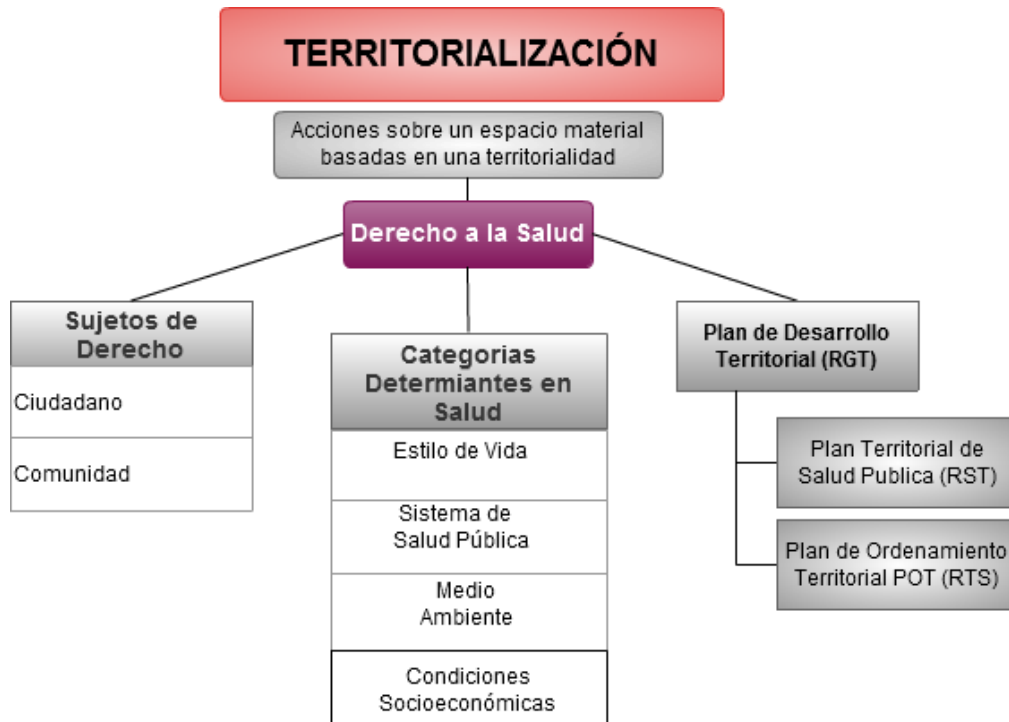 TERRITORIALIZACIÓN
Acciones sobre un espacio material
basadas en una territorialidad
Derecho a la Salud
Sujetos de
Derecho
Ciudadano
Comunidad
Categorias
Determiantes en
Salud
Estilo de Vida
Sistema de
Salud Pública
Medio
Ambiente
Condiciones
Socioeconómicas
Plan de Desarrollo
Territorial (RGT)
Plan Territorial de
Salud Publica (RST)
Plan de Ordenamiento
Territorial POT (RTS)